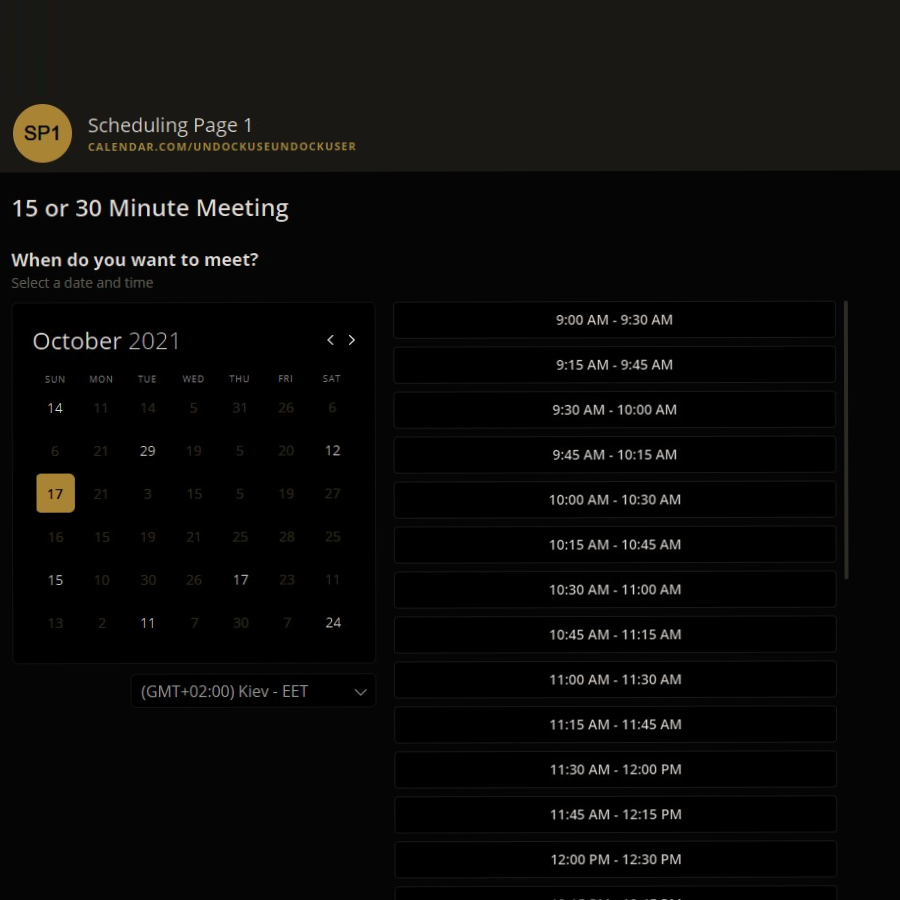 SP1
Scheduling Page 1
CALENDAR.COM/UNDOCKUSEUNDOCKUSER
15 or 30 Minute Meeting
When do you want to meet?
Select a date and time
October 2021
SUN MON TUE WED THU FRI SAT
14 11 14 5 31 26 6
6 21 29 19 5 20 12
17 21 3 15 5 19 27
16 15 19 21 25 28 25
15 10 30 26 17 23 11
13 2 11 7 30 7 24
(GMT+02:00) Kiev - EET
9:00 AM - 9:30 AM
9:15 AM - 9:45 AM
9:30 AM - 10:00 AM
9:45 AM - 10:15 AM
10:00 AM - 10:30 AM
10:15 AM - 10:45 AM
10:30 AM - 11:00 AM
10:45 AM - 11:15 AM
11:00 AM - 11:30 AM
11:15 AM - 11:45 AM
11:30 AM - 12:00 PM
11:45 AM - 12:15 PM
12:00 PM - 12:30 PM